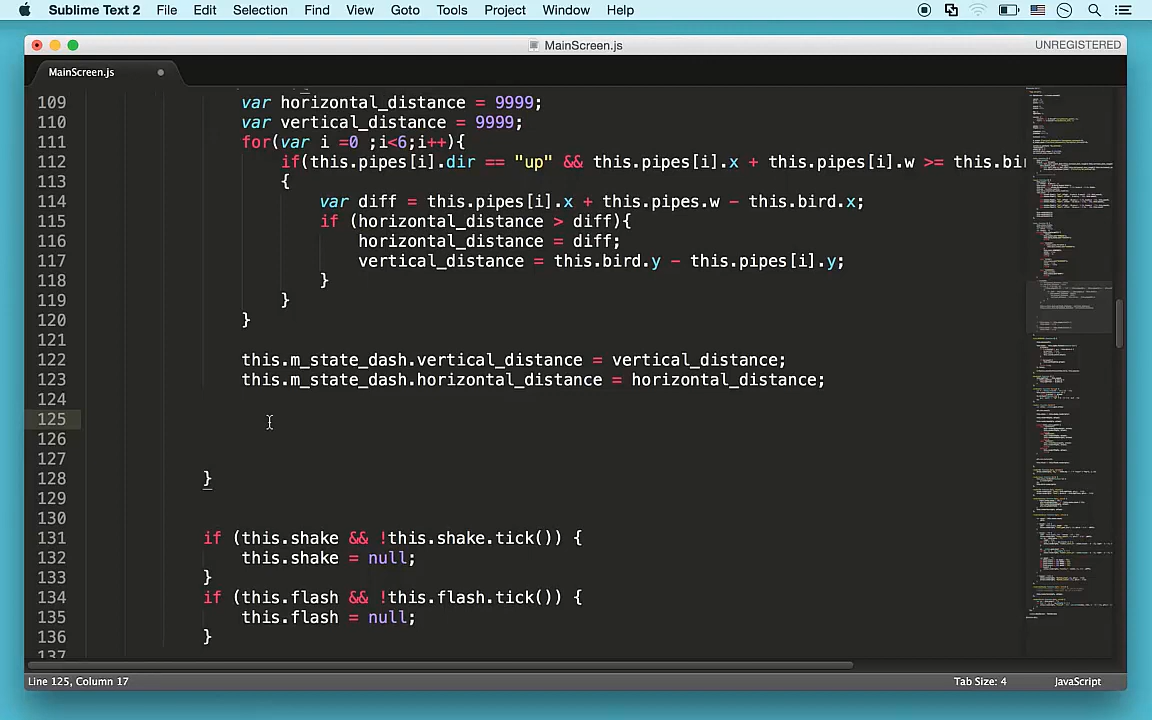 Sublime Text 2 File Edit Selection Find View Goto Tools Project Window Help
MainScreen.js UNREGISTERED
MainScreen.js
109 var horizontal_distance = 9999;
110 var vertical_distance = 9999;
111 for(var i =0 ;i<6;i++){
112 if(this.pipes[i].dir == "up" && this.pipes[i].x + this.pipes[i].w >= this.bir
113 {
114 var diff = this.pipes[i].x + this.pipes.w - this.bird.x;
115 if (horizontal_distance > diff){
116 horizontal_distance = diff;
117 vertical_distance = this.bird.y - this.pipes[i].y;
118 }
119 }
120 }
121
122 this.m_state_dash.vertical_distance = vertical_distance;
123 this.m_state_dash.horizontal_distance = horizontal_distance;
124
125
126
127
128 }
129
130
131 if (this.shake && !this.shake.tick()) {
132 this.shake = null;
133 }
134 if (this.flash && !this.flash.tick()) {
135 this.flash = null;
136 }
137
Line 125, Column 17 Tab Size: 4 JavaScript